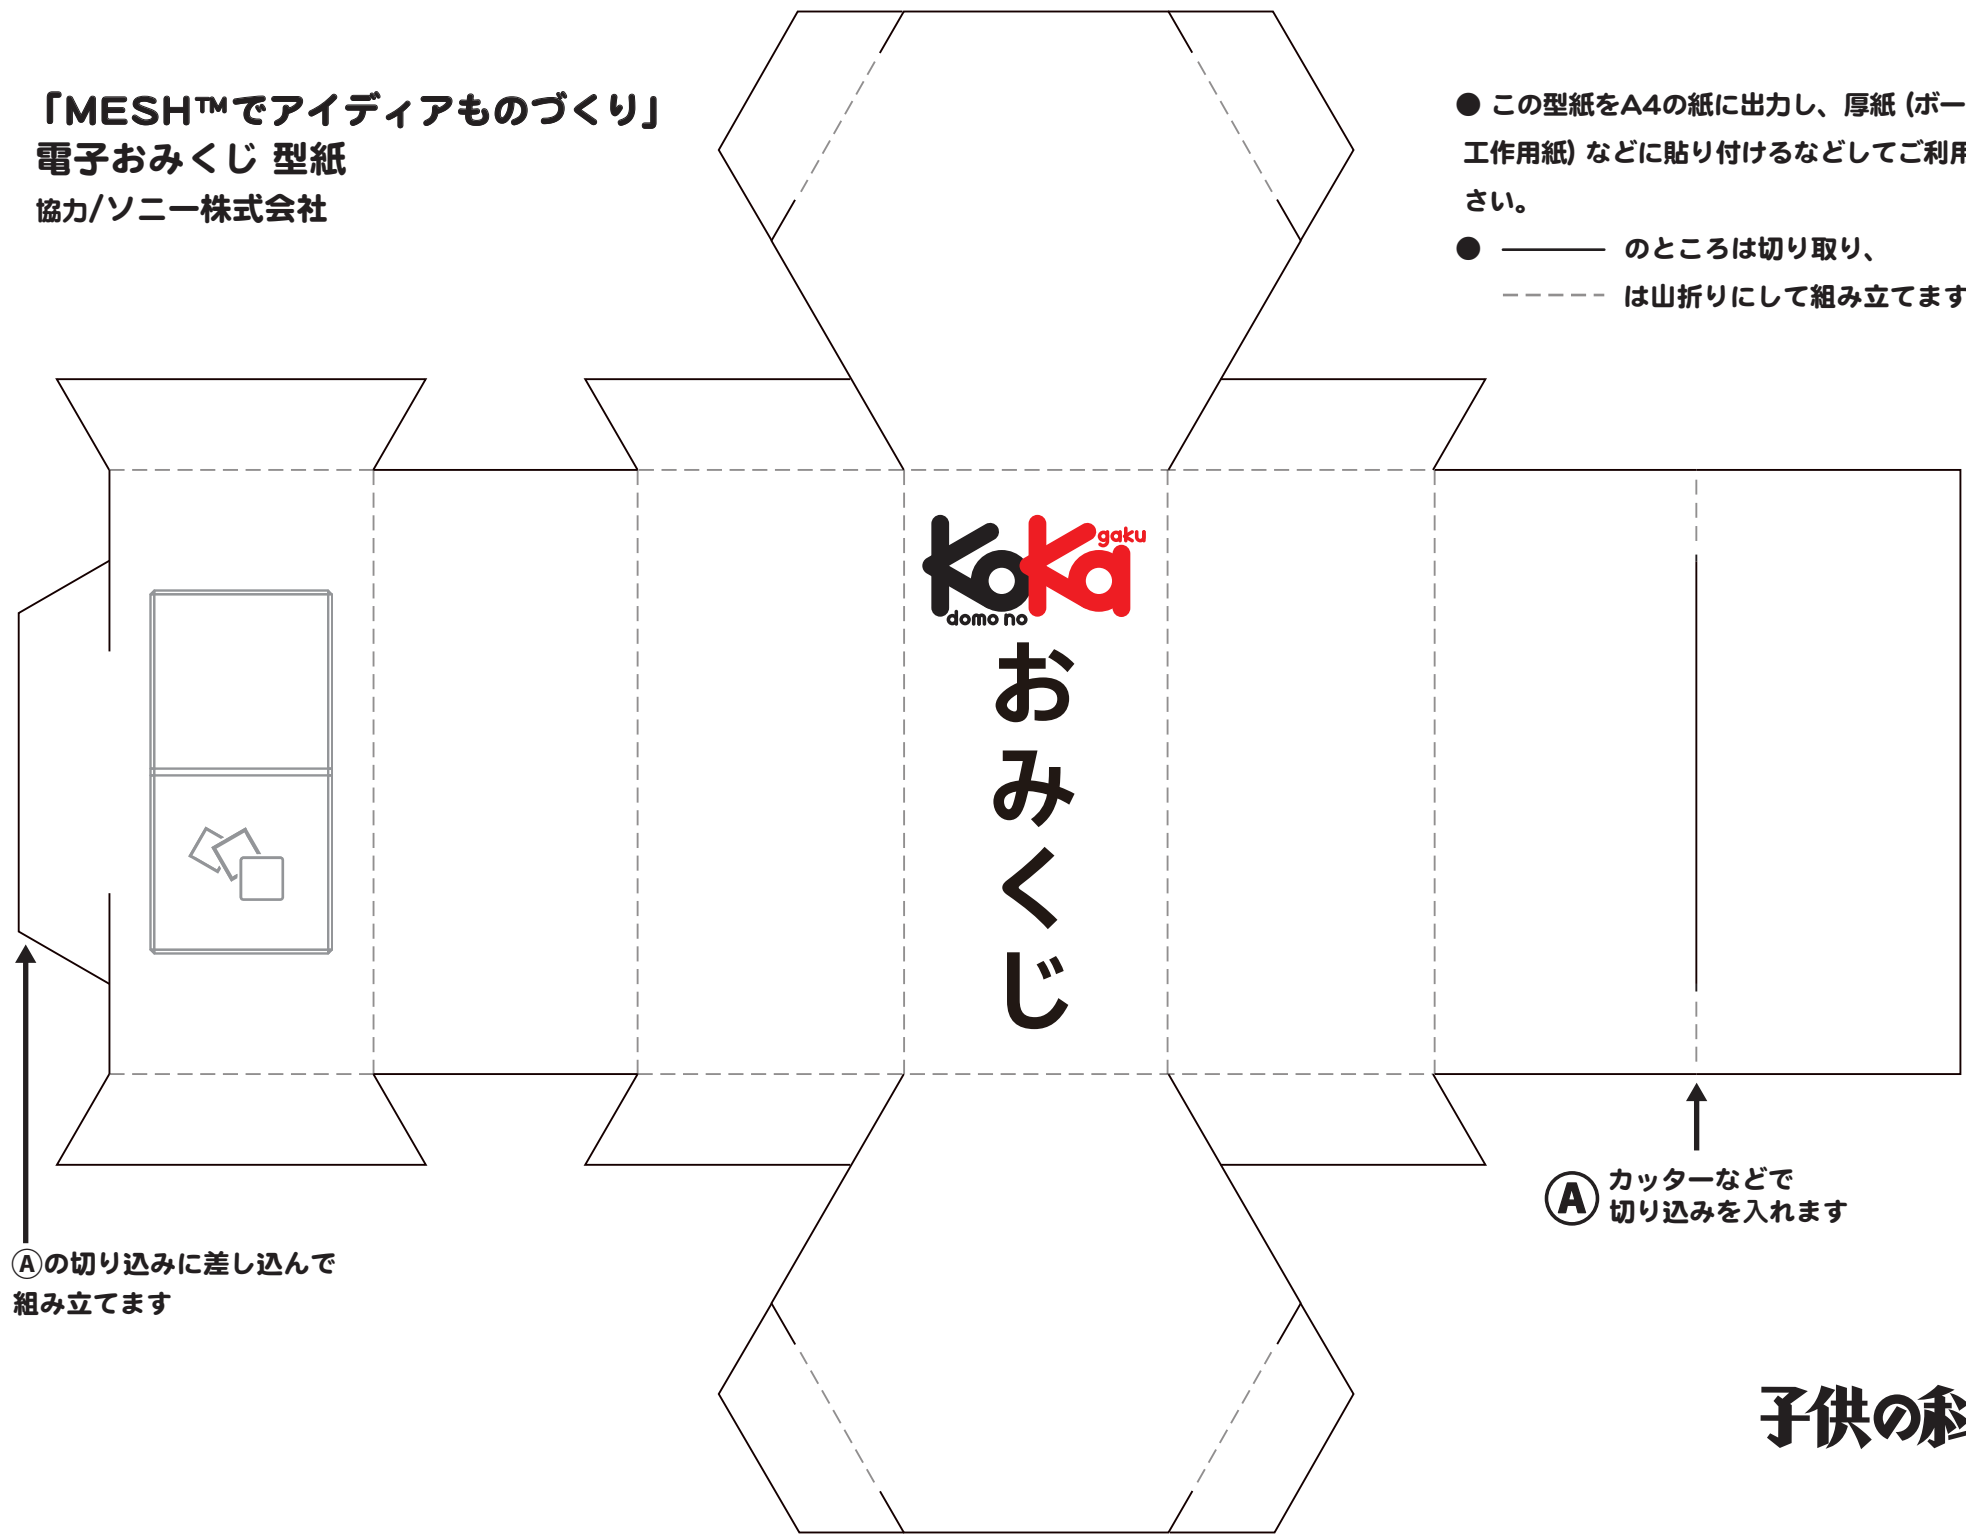 「MESH™でアイディアものづくり」
電子おみくじ 型紙
協力/ソニー株式会社
● この型紙をA4の紙に出力し、厚紙 (ボー
工作用紙) などに貼り付けるなどしてご利用
さい。
● のところは切り取り、
は山折りにして組み立てます
KoKa
gaku
domo no
おみくじ
Ⓐ カッターなどで
切り込みを入れます
Ⓐの切り込みに差し込んで
組み立てます
子供の科